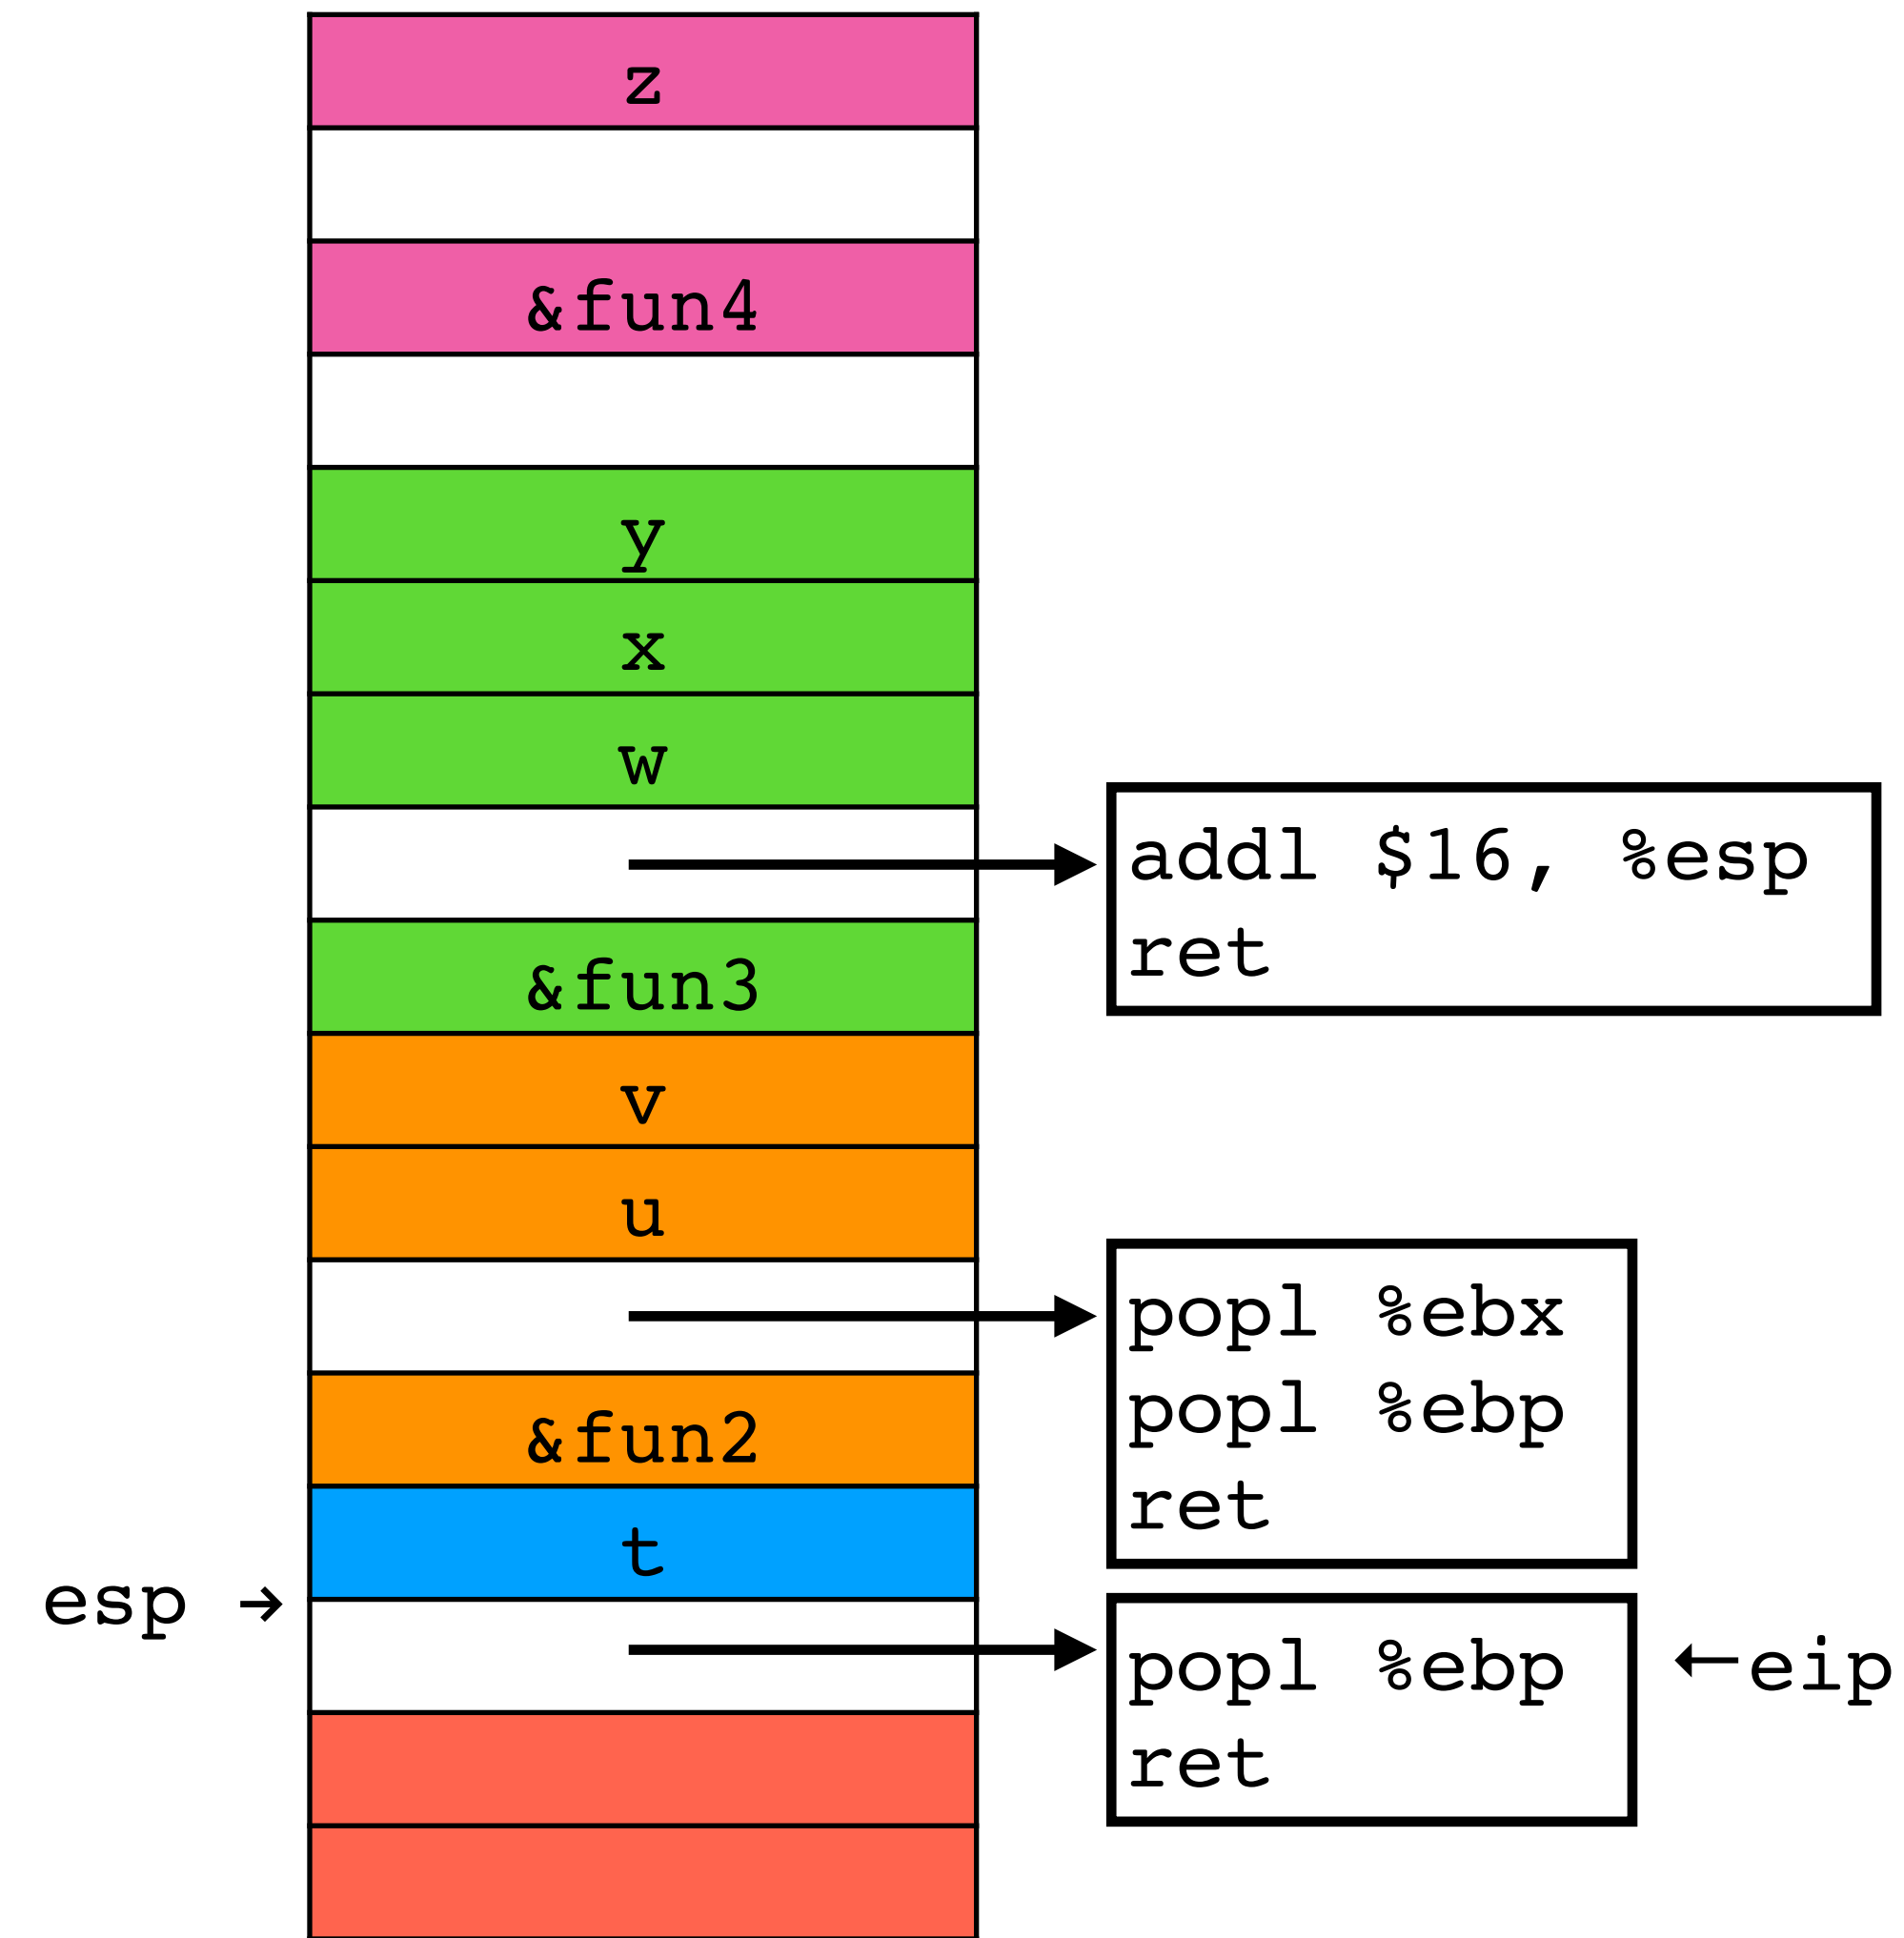 z
&fun4
y
x
w
addl $16, %esp
ret
&fun3
v
u
popl %ebx
popl %ebp
ret
&fun2
t
esp →
popl %ebp
ret
←eip